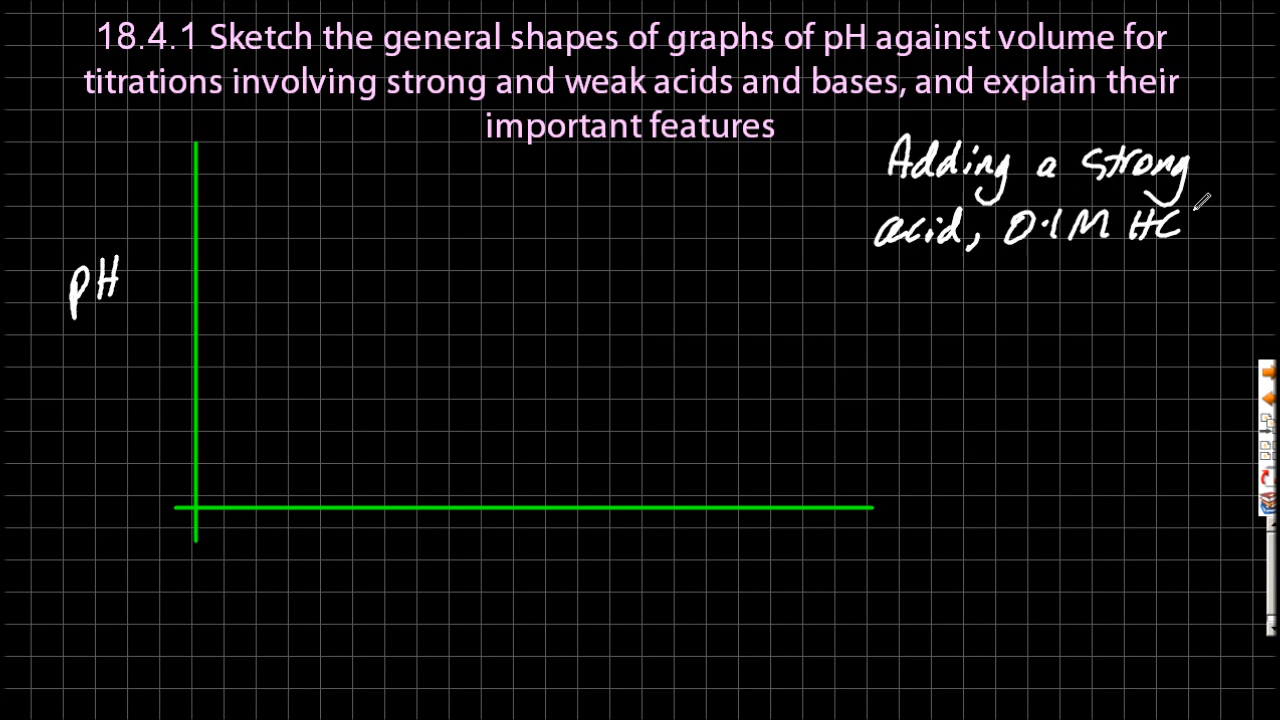 18.4.1 Sketch the general shapes of graphs of pH against volume for
titrations involving strong and weak acids and bases, and explain their
important features
Adding a strong
acid, 0.1M HC
pH